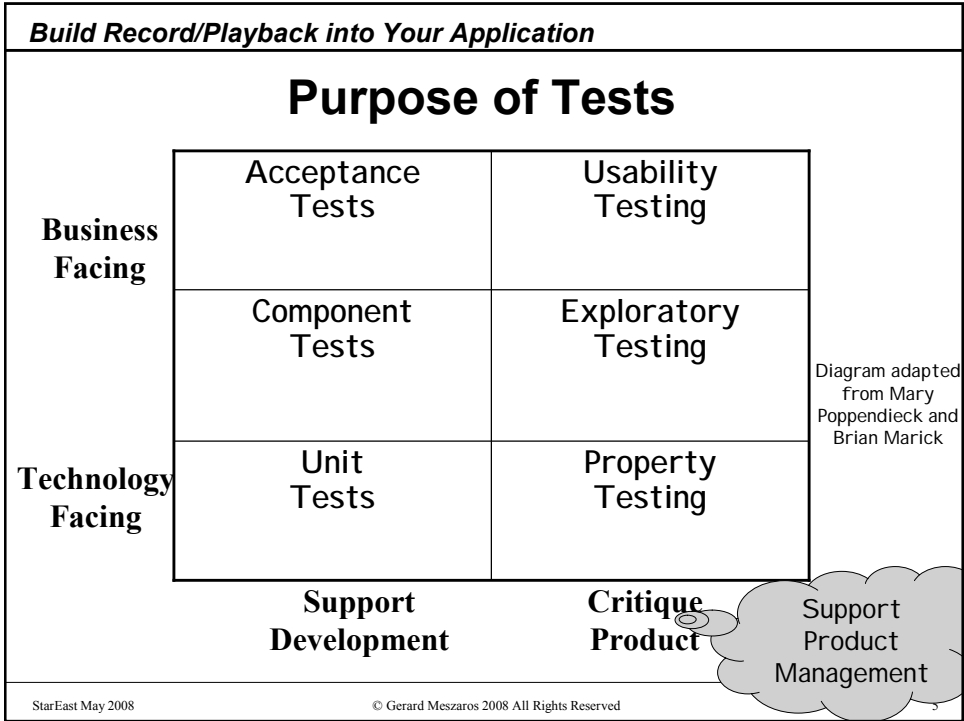 Build Record/Playback into Your Application
Purpose of Tests
Acceptance
Tests
Usability
Testing
Business
Facing
Component
Tests
Exploratory
Testing
Diagram adapted
from Mary
Poppendieck and
Brian Marick
Technology
Facing
Unit
Tests
Property
Testing
Support
Development
Critique
Product
Support
Product
Management
StarEast May 2008
© Gerard Meszaros 2008 All Rights Reserved
5